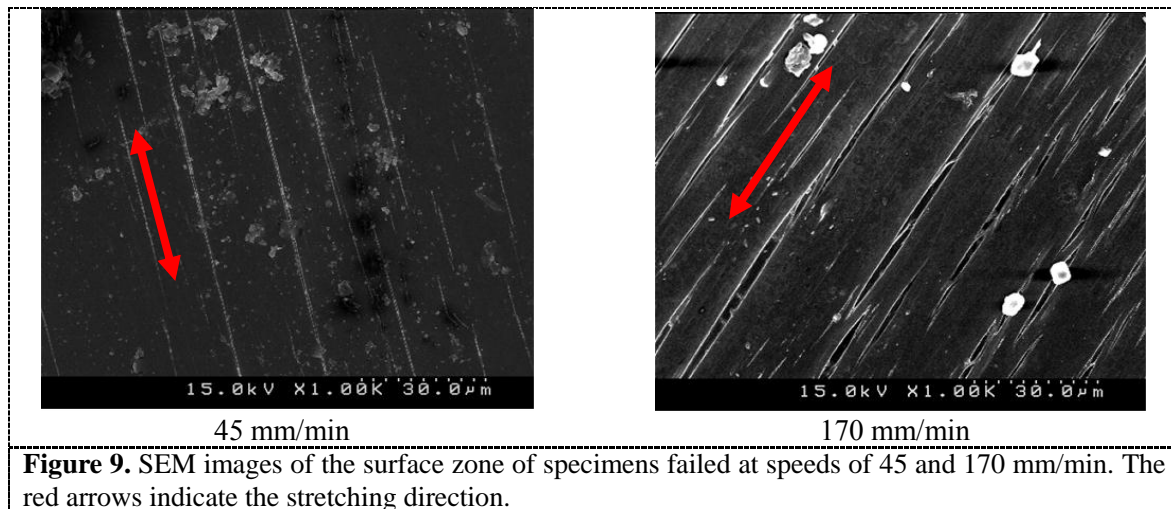 15.0kV X1.00K 30.0μm
15.0kV X1.00K 30.0μm
45 mm/min
170 mm/min
Figure 9. SEM images of the surface zone of specimens failed at speeds of 45 and 170 mm/min. The
red arrows indicate the stretching direction.